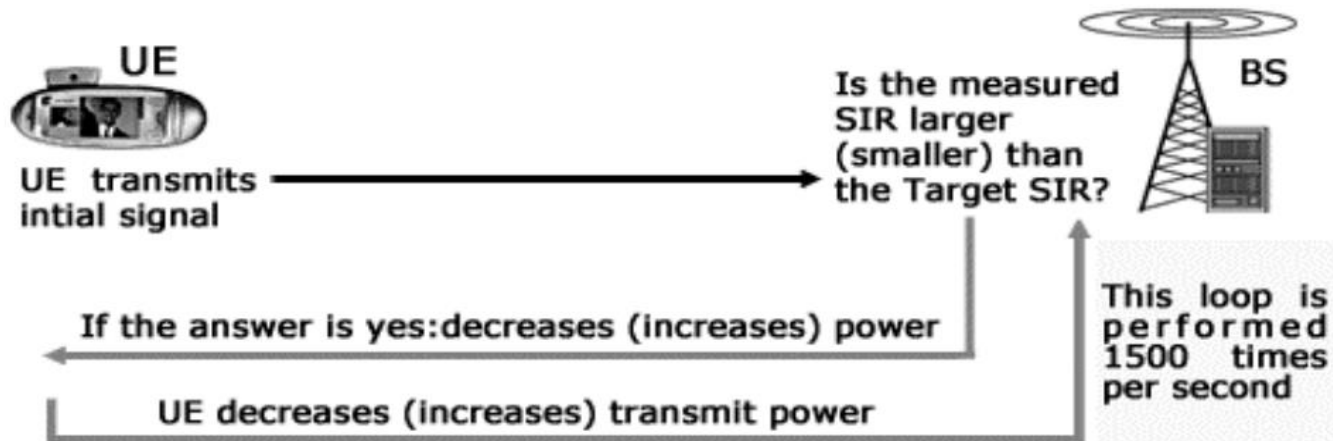 UE
BS
UE transmits
intial signal
Is the measured
SIR larger
(smaller) than
the Target SIR?
If the answer is yes:decreases (increases) power
UE decreases (increases) transmit power
This loop is
performed
1500 times
per second